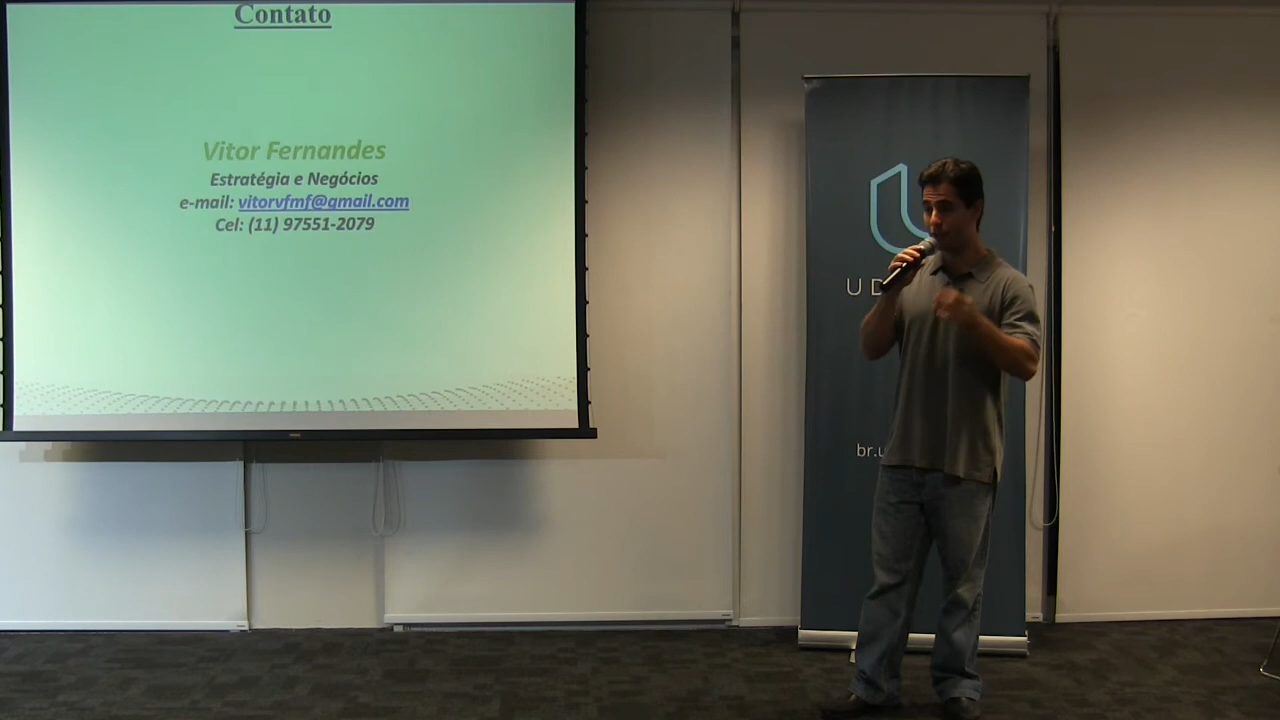 Contato
Vitor Fernandes
Estratégia e Negócios
e-mail: vitorvfmf@gmail.com
Cel: (11) 97551-2079
U D
br.u